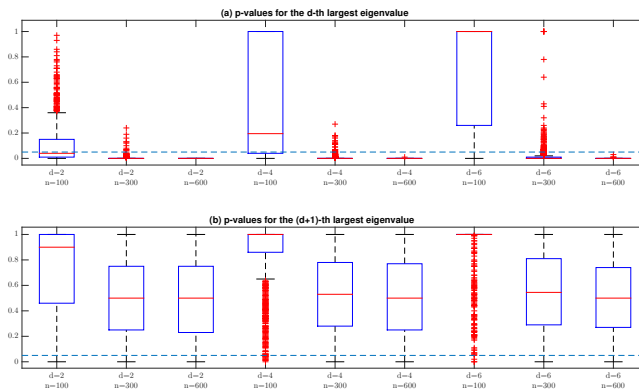 (a) p-values for the d-th largest eigenvalue
1
0.8
0.6
0.4
0.2
0
d=2 d=2 d=2 d=4 d=4 d=4 d=6 d=6 d=6
n=100 n=300 n=600 n=100 n=300 n=600 n=100 n=300 n=600
(b) p-values for the (d+1)-th largest eigenvalue
1
0.8
0.6
0.4
0.2
0
d=2 d=2 d=2 d=4 d=4 d=4 d=6 d=6 d=6
n=100 n=300 n=600 n=100 n=300 n=600 n=100 n=300 n=600